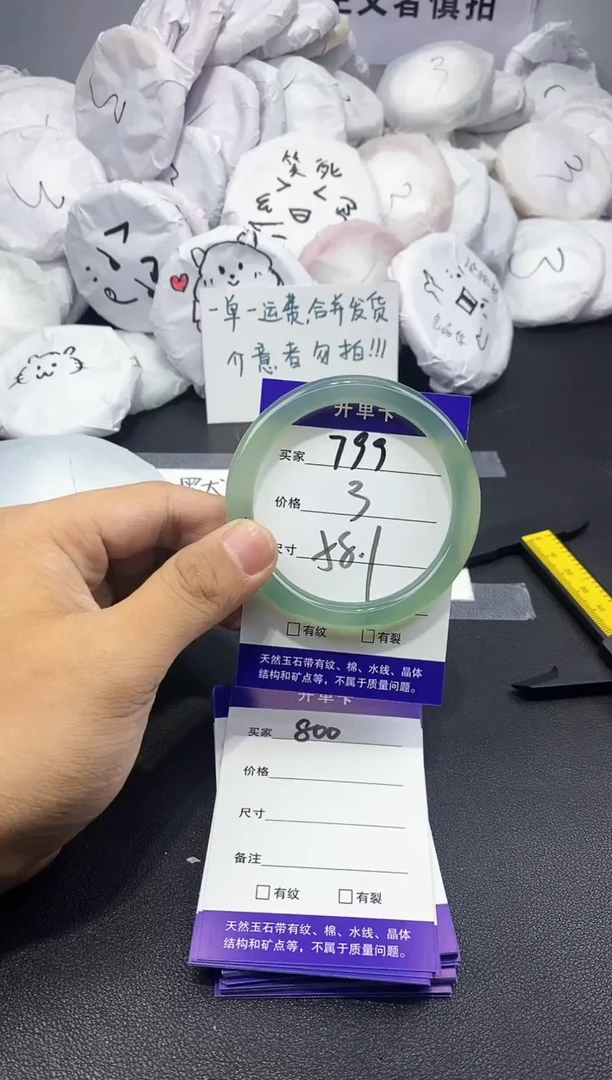 者俱拍
3
笑死
一单一运费,合并发货
介意者勿拍!!!
开单卡
买家 799
价格 3
尺寸 58.1
有纹 有裂
天然玉石带有纹、棉、水线、晶体
结构和矿点等，不属于质量问题。
开单卡
买家 800
价格
尺寸
备注
有纹 有裂
天然玉石带有纹、棉、水线、晶体
结构和矿点等，不属于质量问题。